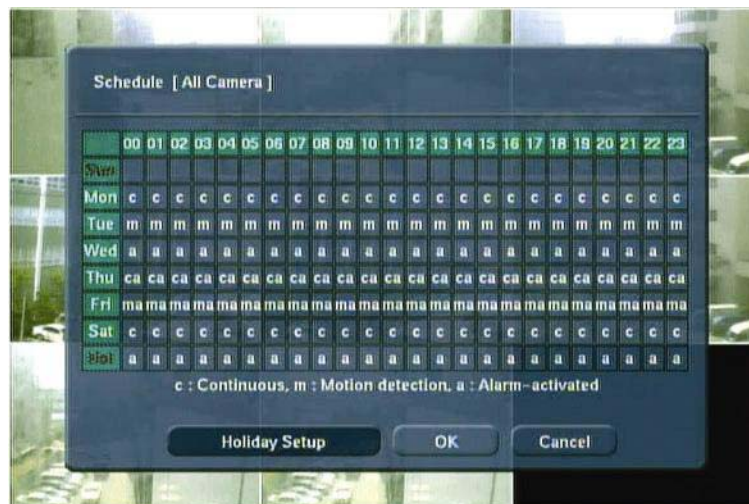 Schedule [ All Camera ]
00 01 02 03 04 05 06 07 08 09 10 11 12 13 14 15 16 17 18 19 20 21 22 23
Sun
Mon c c c c c c c c c c c c c c c c c c c c c c c c
Tue m m m m m m m m m m m m m m m m m m m m m m m m
Wed a a a a a a a a a a a a a a a a a a a a a a a a
Thu ca ca ca ca ca ca ca ca ca ca ca ca ca ca ca ca ca ca ca ca ca ca ca ca
Fri ma ma ma ma ma ma ma ma ma ma ma ma ma ma ma ma ma ma ma ma ma ma ma ma
Sat c c c c c c c c c c c c c c c c c c c c c c c c
Hol a a a a a a a a a a a a a a a a a a a a a a a a
c : Continuous, m : Motion detection, a : Alarm-activated
Holiday Setup OK Cancel